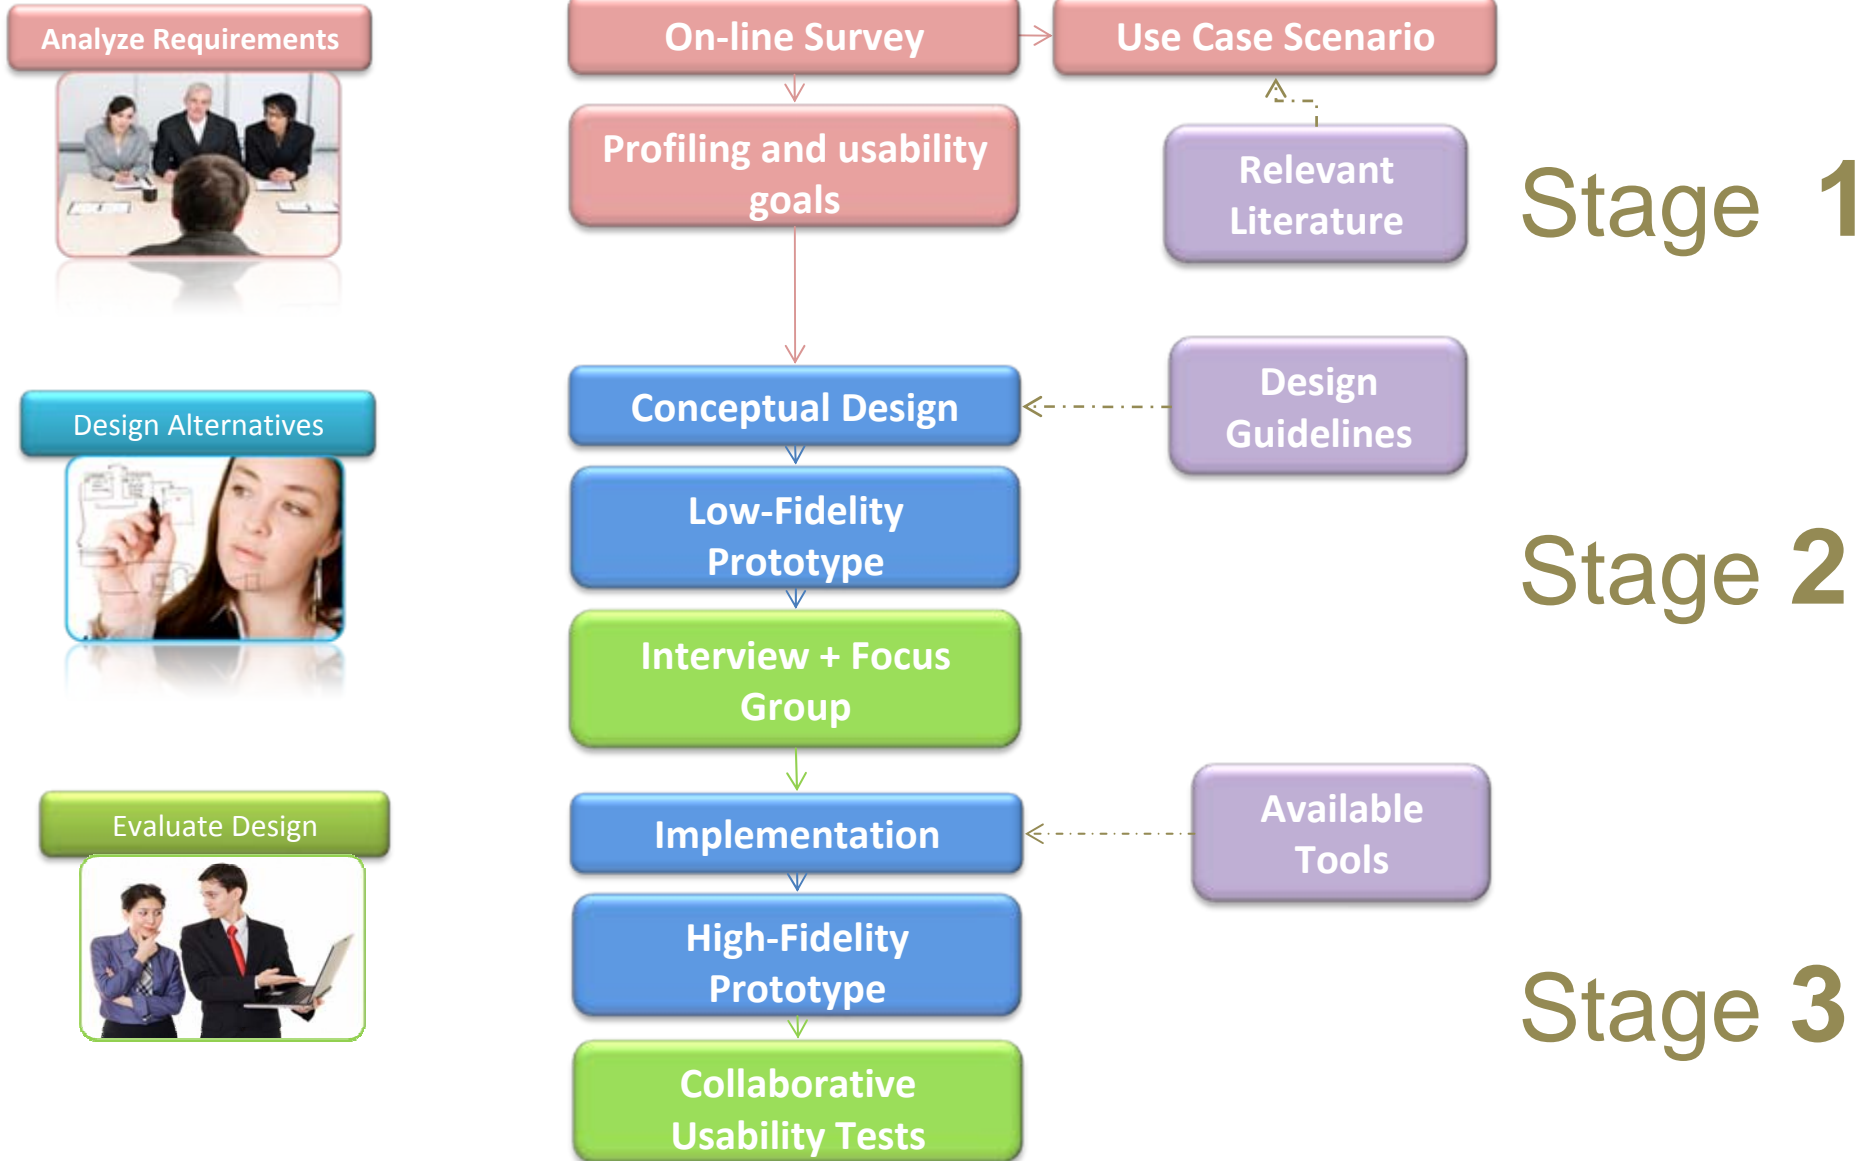 Analyze Requirements
On-line Survey
Use Case Scenario
Profiling and usability
goals
Relevant
Literature
Stage 1
Design Alternatives
Conceptual Design
Design
Guidelines
Low-Fidelity
Prototype
Stage 2
Interview + Focus
Group
Evaluate Design
Implementation
Available
Tools
High-Fidelity
Prototype
Stage 3
Collaborative
Usability Tests